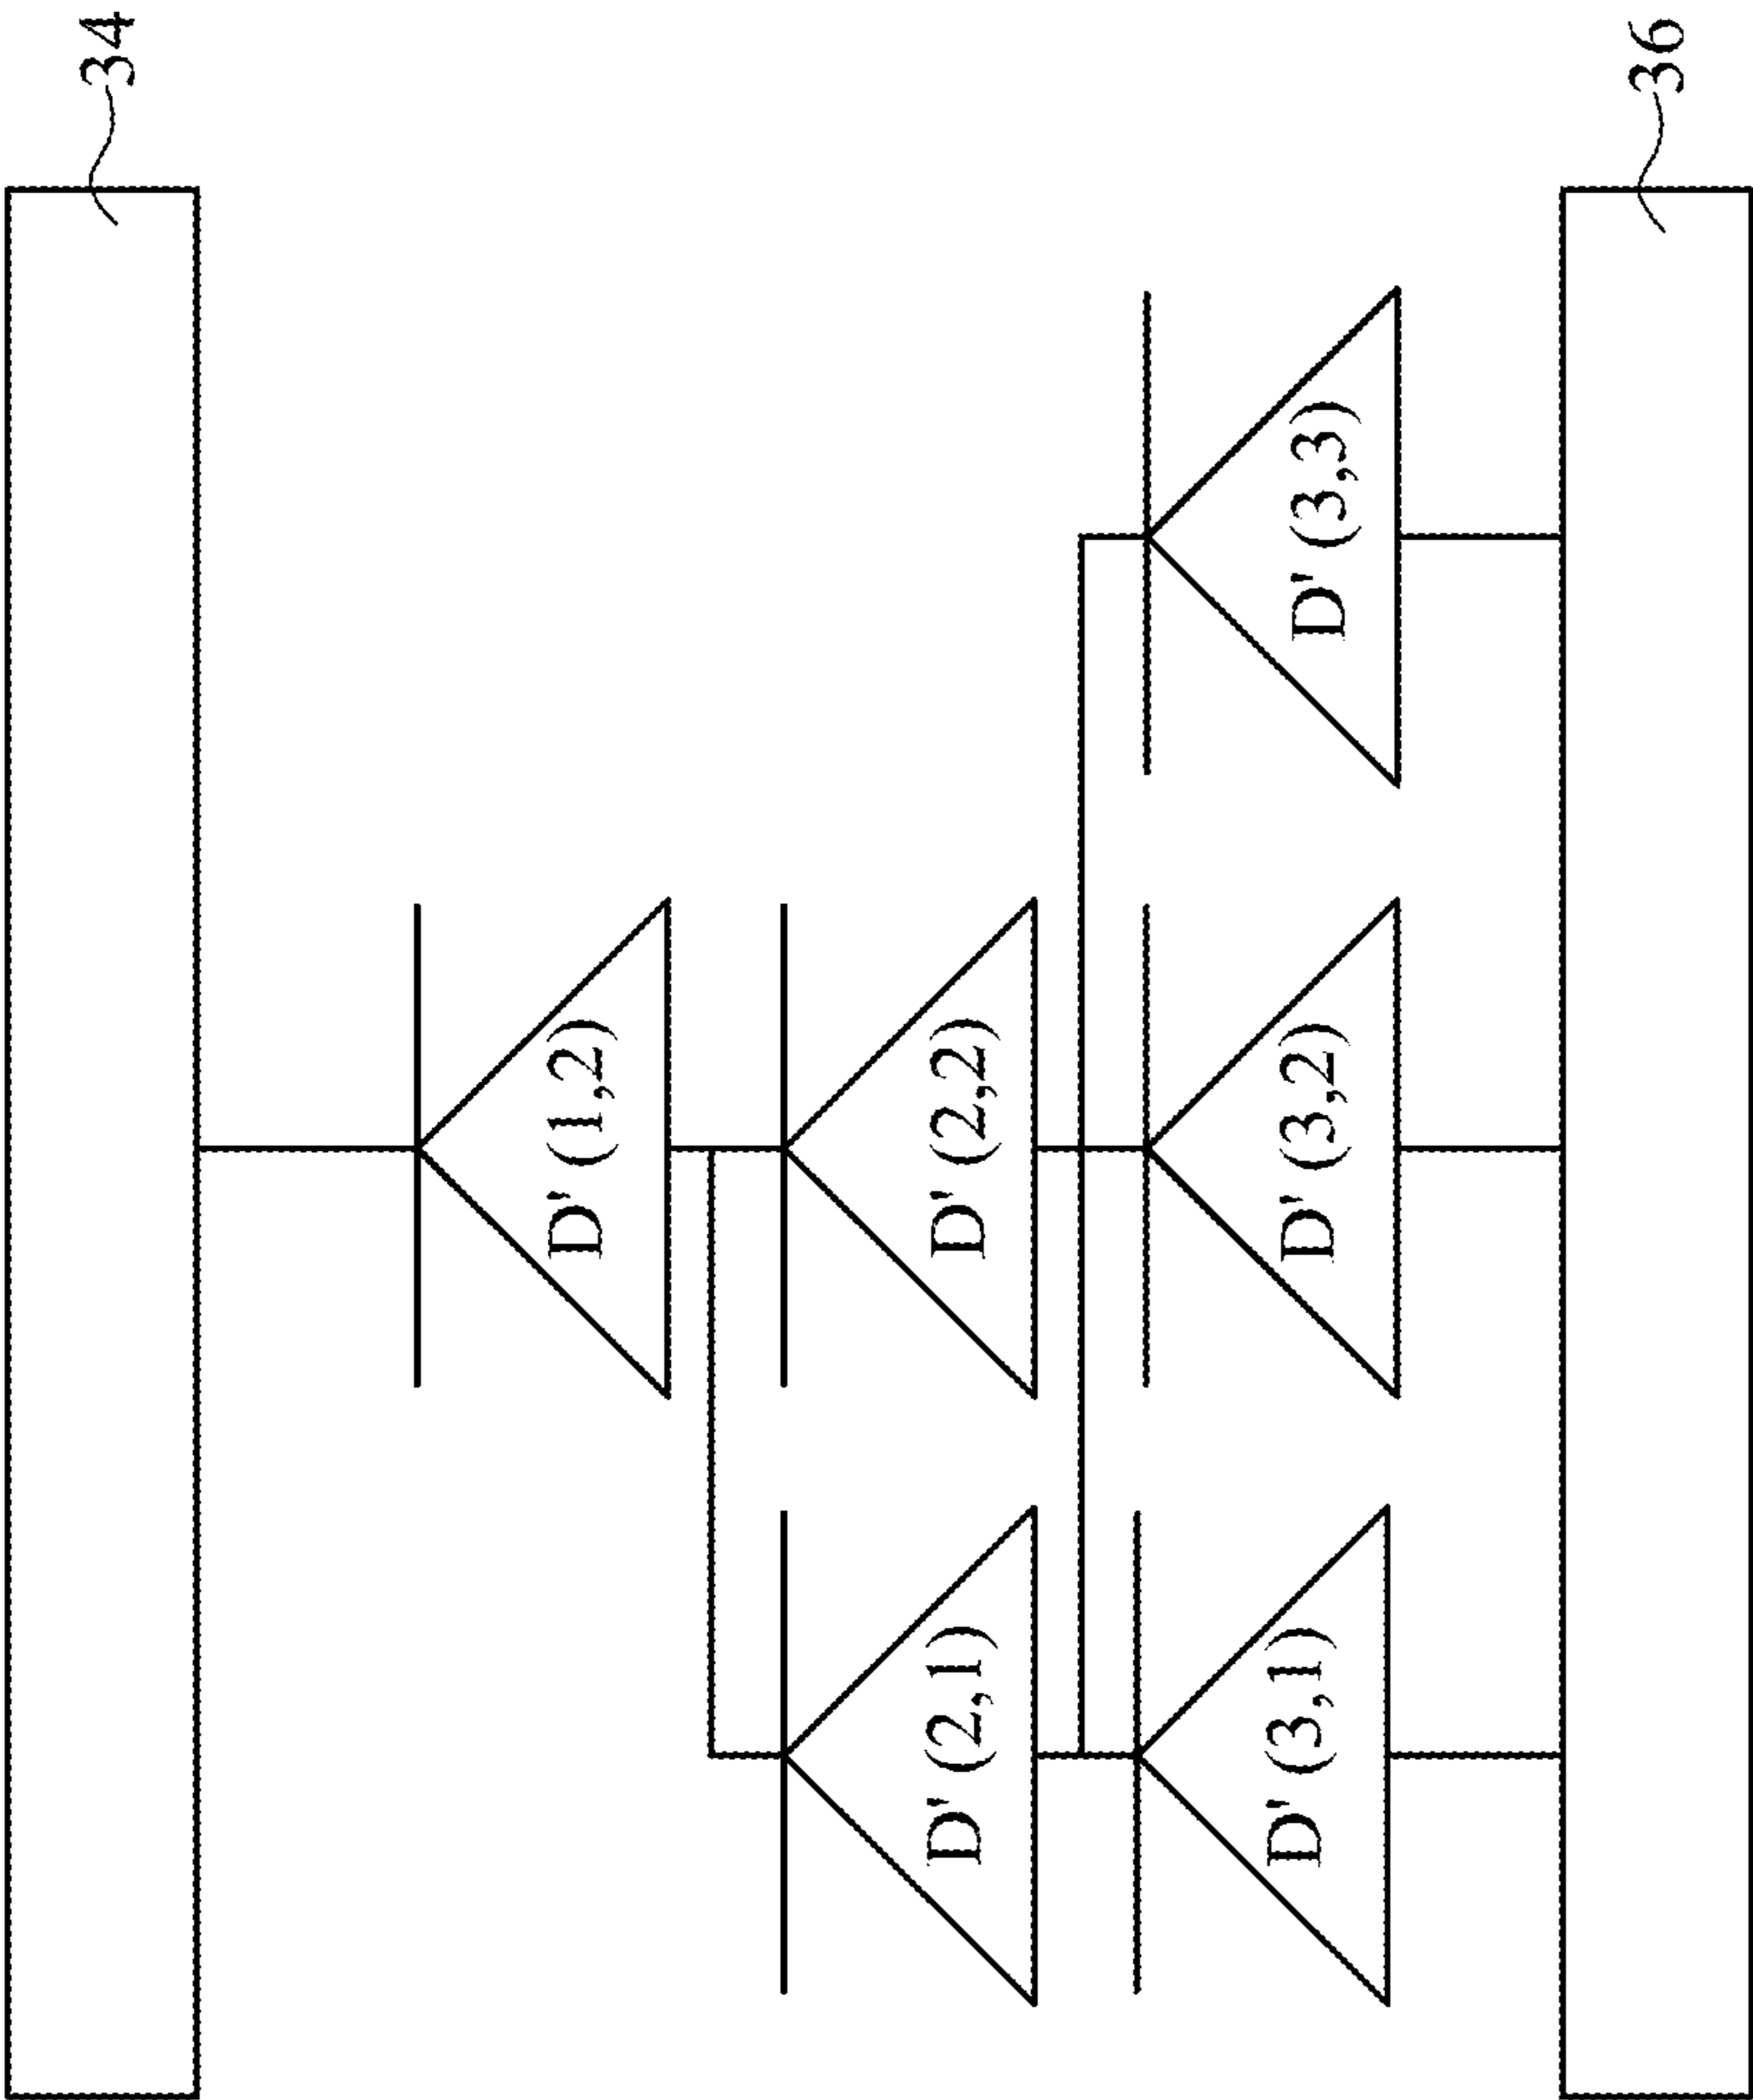 34
D' (1,2)
D' (2,1)
D' (2,2)
D' (3,1)
D' (3,2)
D' (3,3)
36